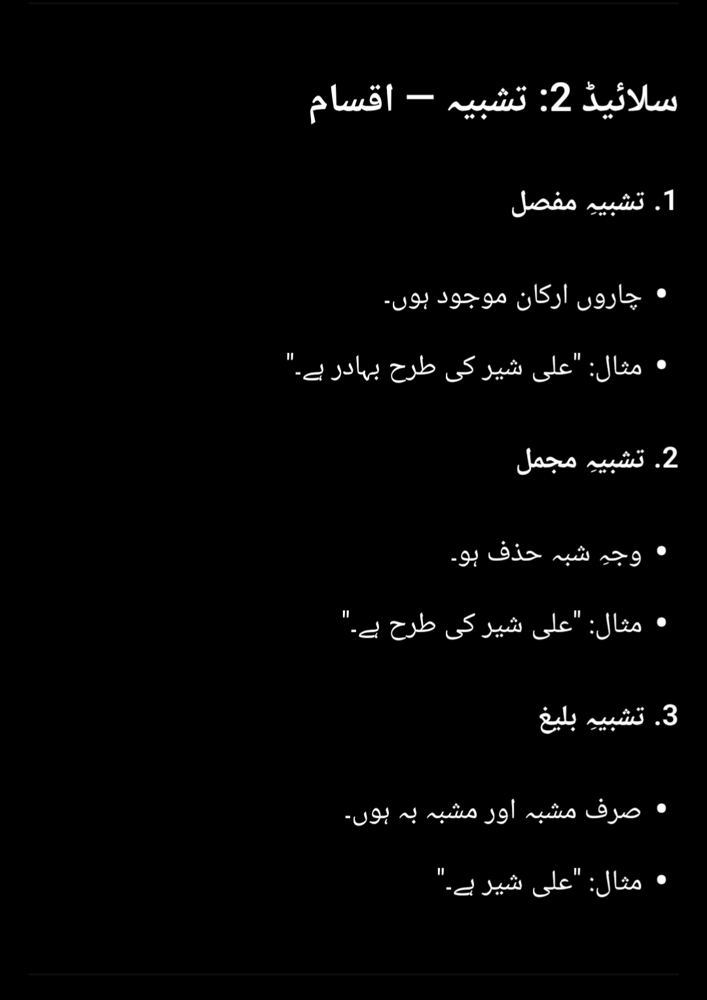 سلائیڈ 2: تشبیہ — اقسام
1. تشبیہِ مفصل
• چاروں ارکان موجود ہوں۔
• مثال: "علی شیر کی طرح بہادر ہے۔"
2. تشبیہِ مجمل
• وجہِ شبہ حذف ہو۔
• مثال: "علی شیر کی طرح ہے۔"
3. تشبیہِ بلیغ
• صرف مشبہ اور مشبہ بہ ہوں۔
• مثال: "علی شیر ہے۔"